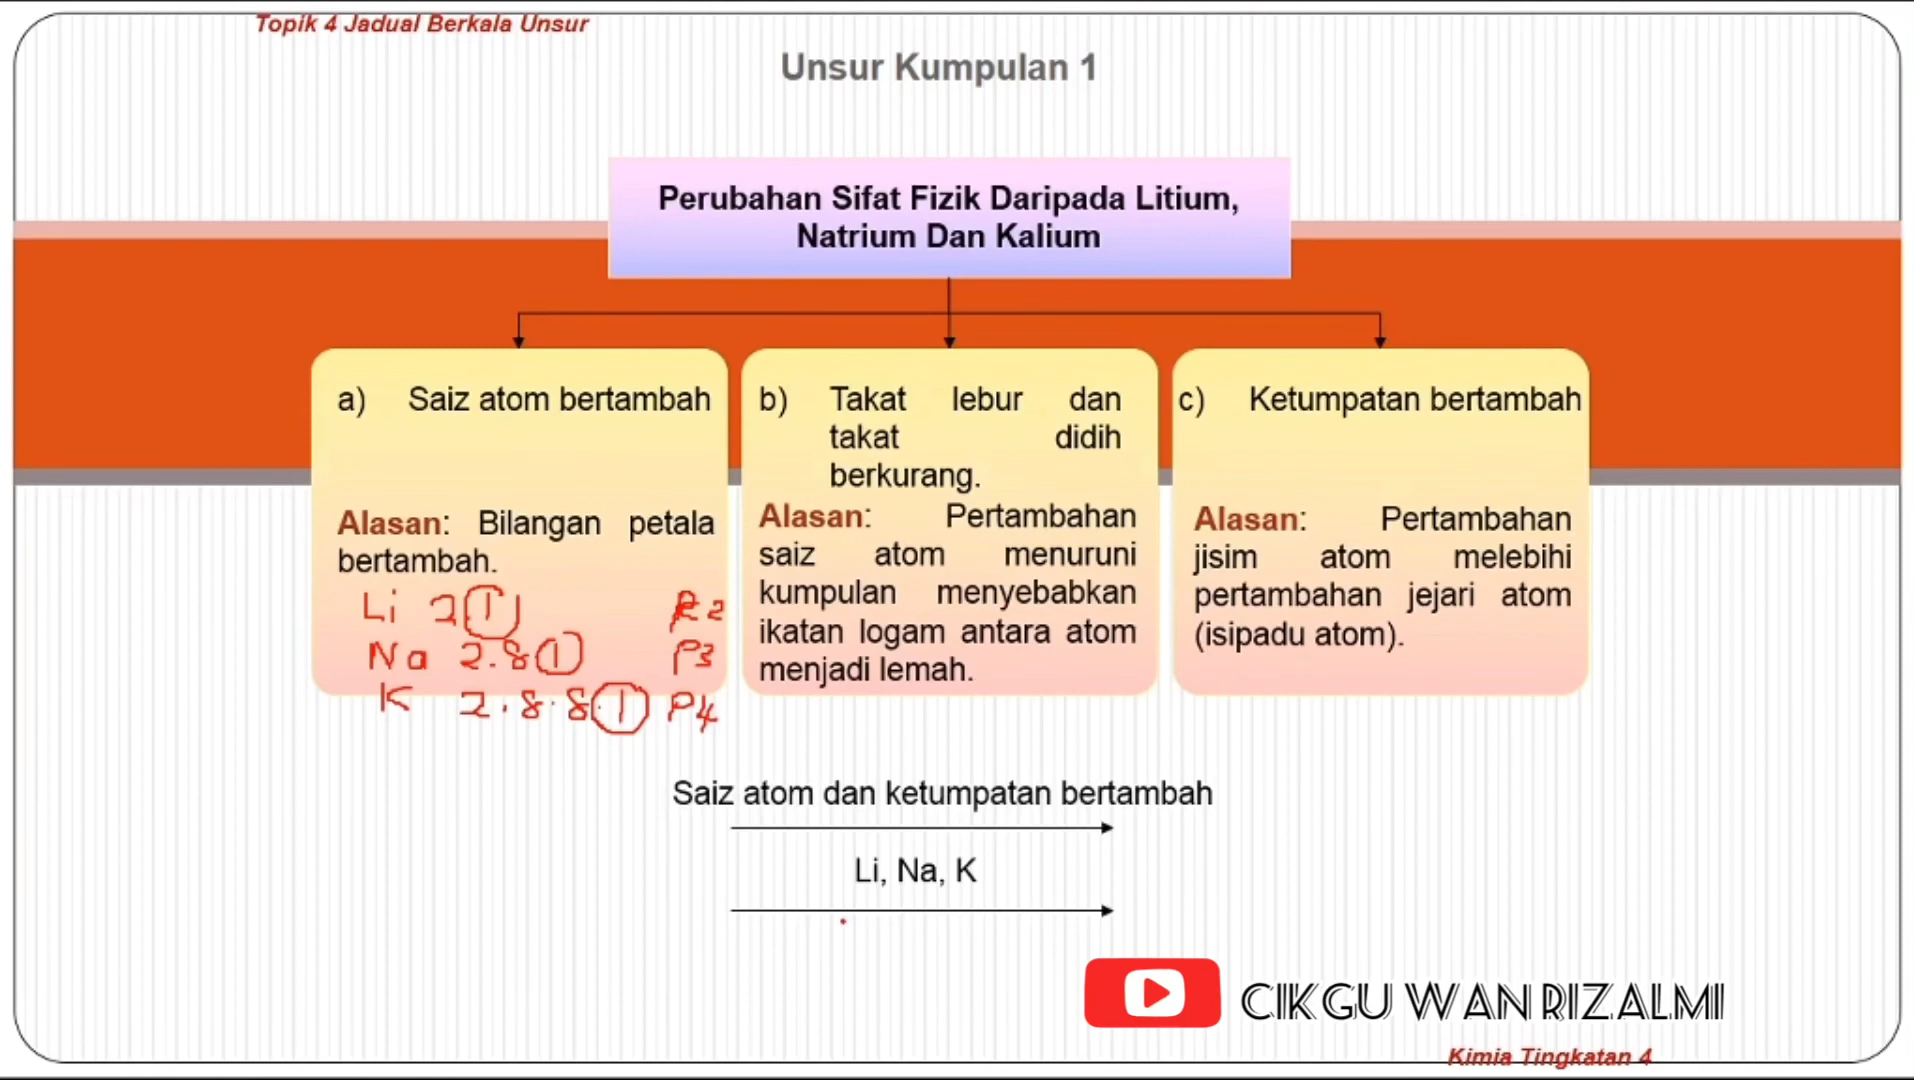 Topik 4 Jadual Berkala Unsur
Unsur Kumpulan 1
Perubahan Sifat Fizik Daripada Litium,
Natrium Dan Kalium
a) Saiz atom bertambah
Alasan: Bilangan petala
bertambah.
Li 2.1 P2
Na 2.8.1 P3
K 2.8.8.1 P4
b) Takat lebur dan
takat didih
berkurang.
Alasan: Pertambahan
saiz atom menuruni
kumpulan menyebabkan
ikatan logam antara atom
menjadi lemah.
c) Ketumpatan bertambah
Alasan: Pertambahan
jisim atom melebihi
pertambahan jejari atom
(isipadu atom).
Saiz atom dan ketumpatan bertambah
Li, Na, K
CIKGU WAN RIZALMI
Kimia Tingkatan 4